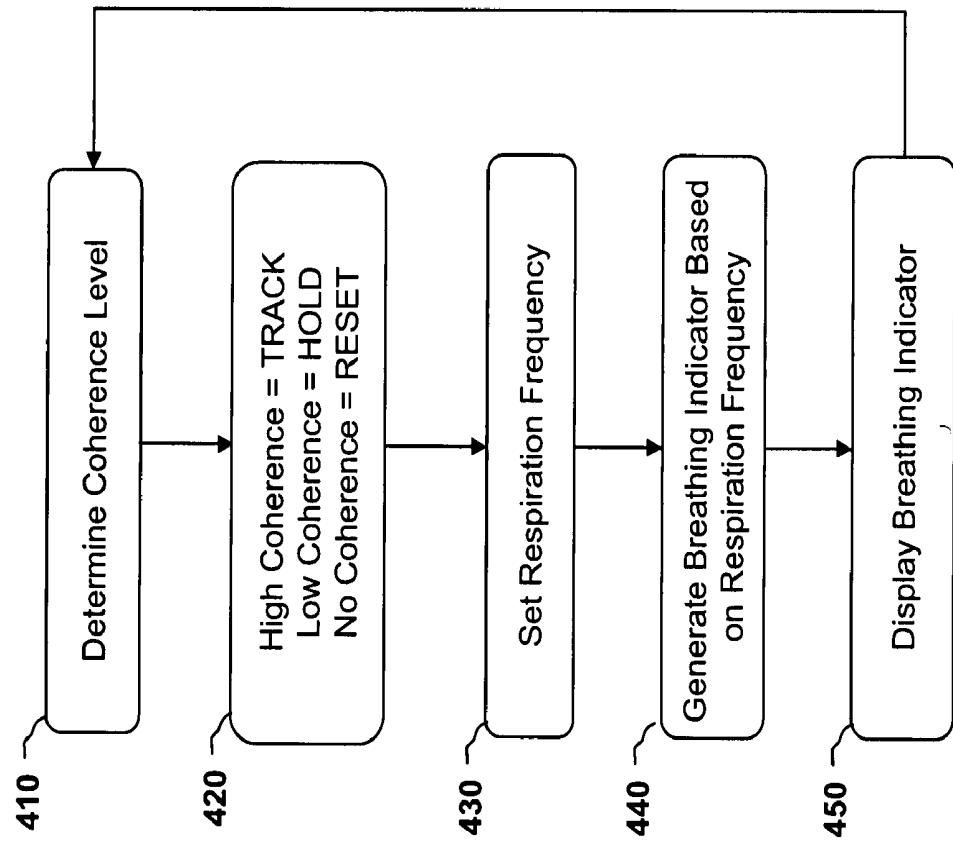 410
Determine Coherence Level
420
High Coherence = TRACK
Low Coherence = HOLD
No Coherence = RESET
430
Set Respiration Frequency
440
Generate Breathing Indicator Based
on Respiration Frequency
450
Display Breathing Indicator